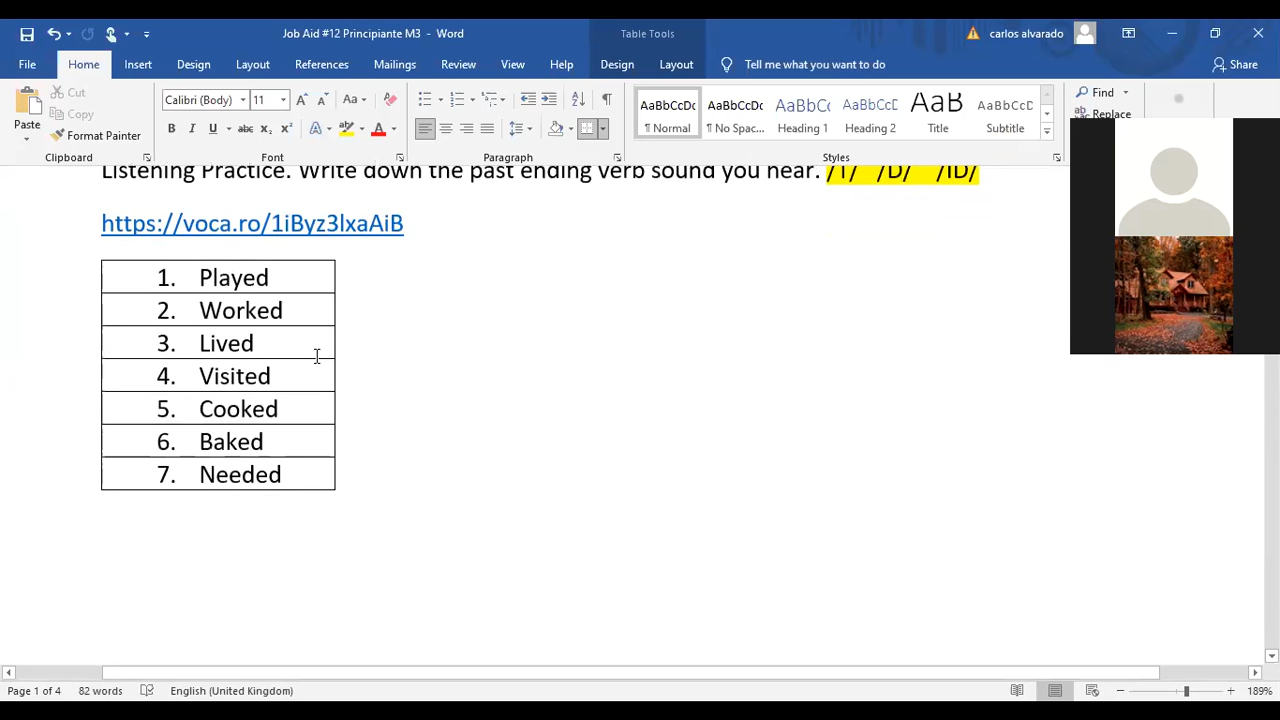 Job Aid #12 Principiante M3 - Word
Table Tools
carlos alvarado
File Home Insert Design Layout References Mailings Review View Help Design Layout Tell me what you want to do Share
Paste
Cut
Copy
Format Painter
Calibri (Body) 11
AaBbCcDc AaBbCcDc AaBbCc AaBbCcD AaB AaBbCcD
¶ Normal ¶ No Spac... Heading 1 Heading 2 Title Subtitle
Find
Replace
Clipboard Font Paragraph Styles
Listening Practice. Write down the past ending verb sound you hear. /T/ /D/ /ID/
https://voca.ro/1iByz3lxaAiB
1. Played
2. Worked
3. Lived
4. Visited
5. Cooked
6. Baked
7. Needed
Page 1 of 4 82 words English (United Kingdom) 189%